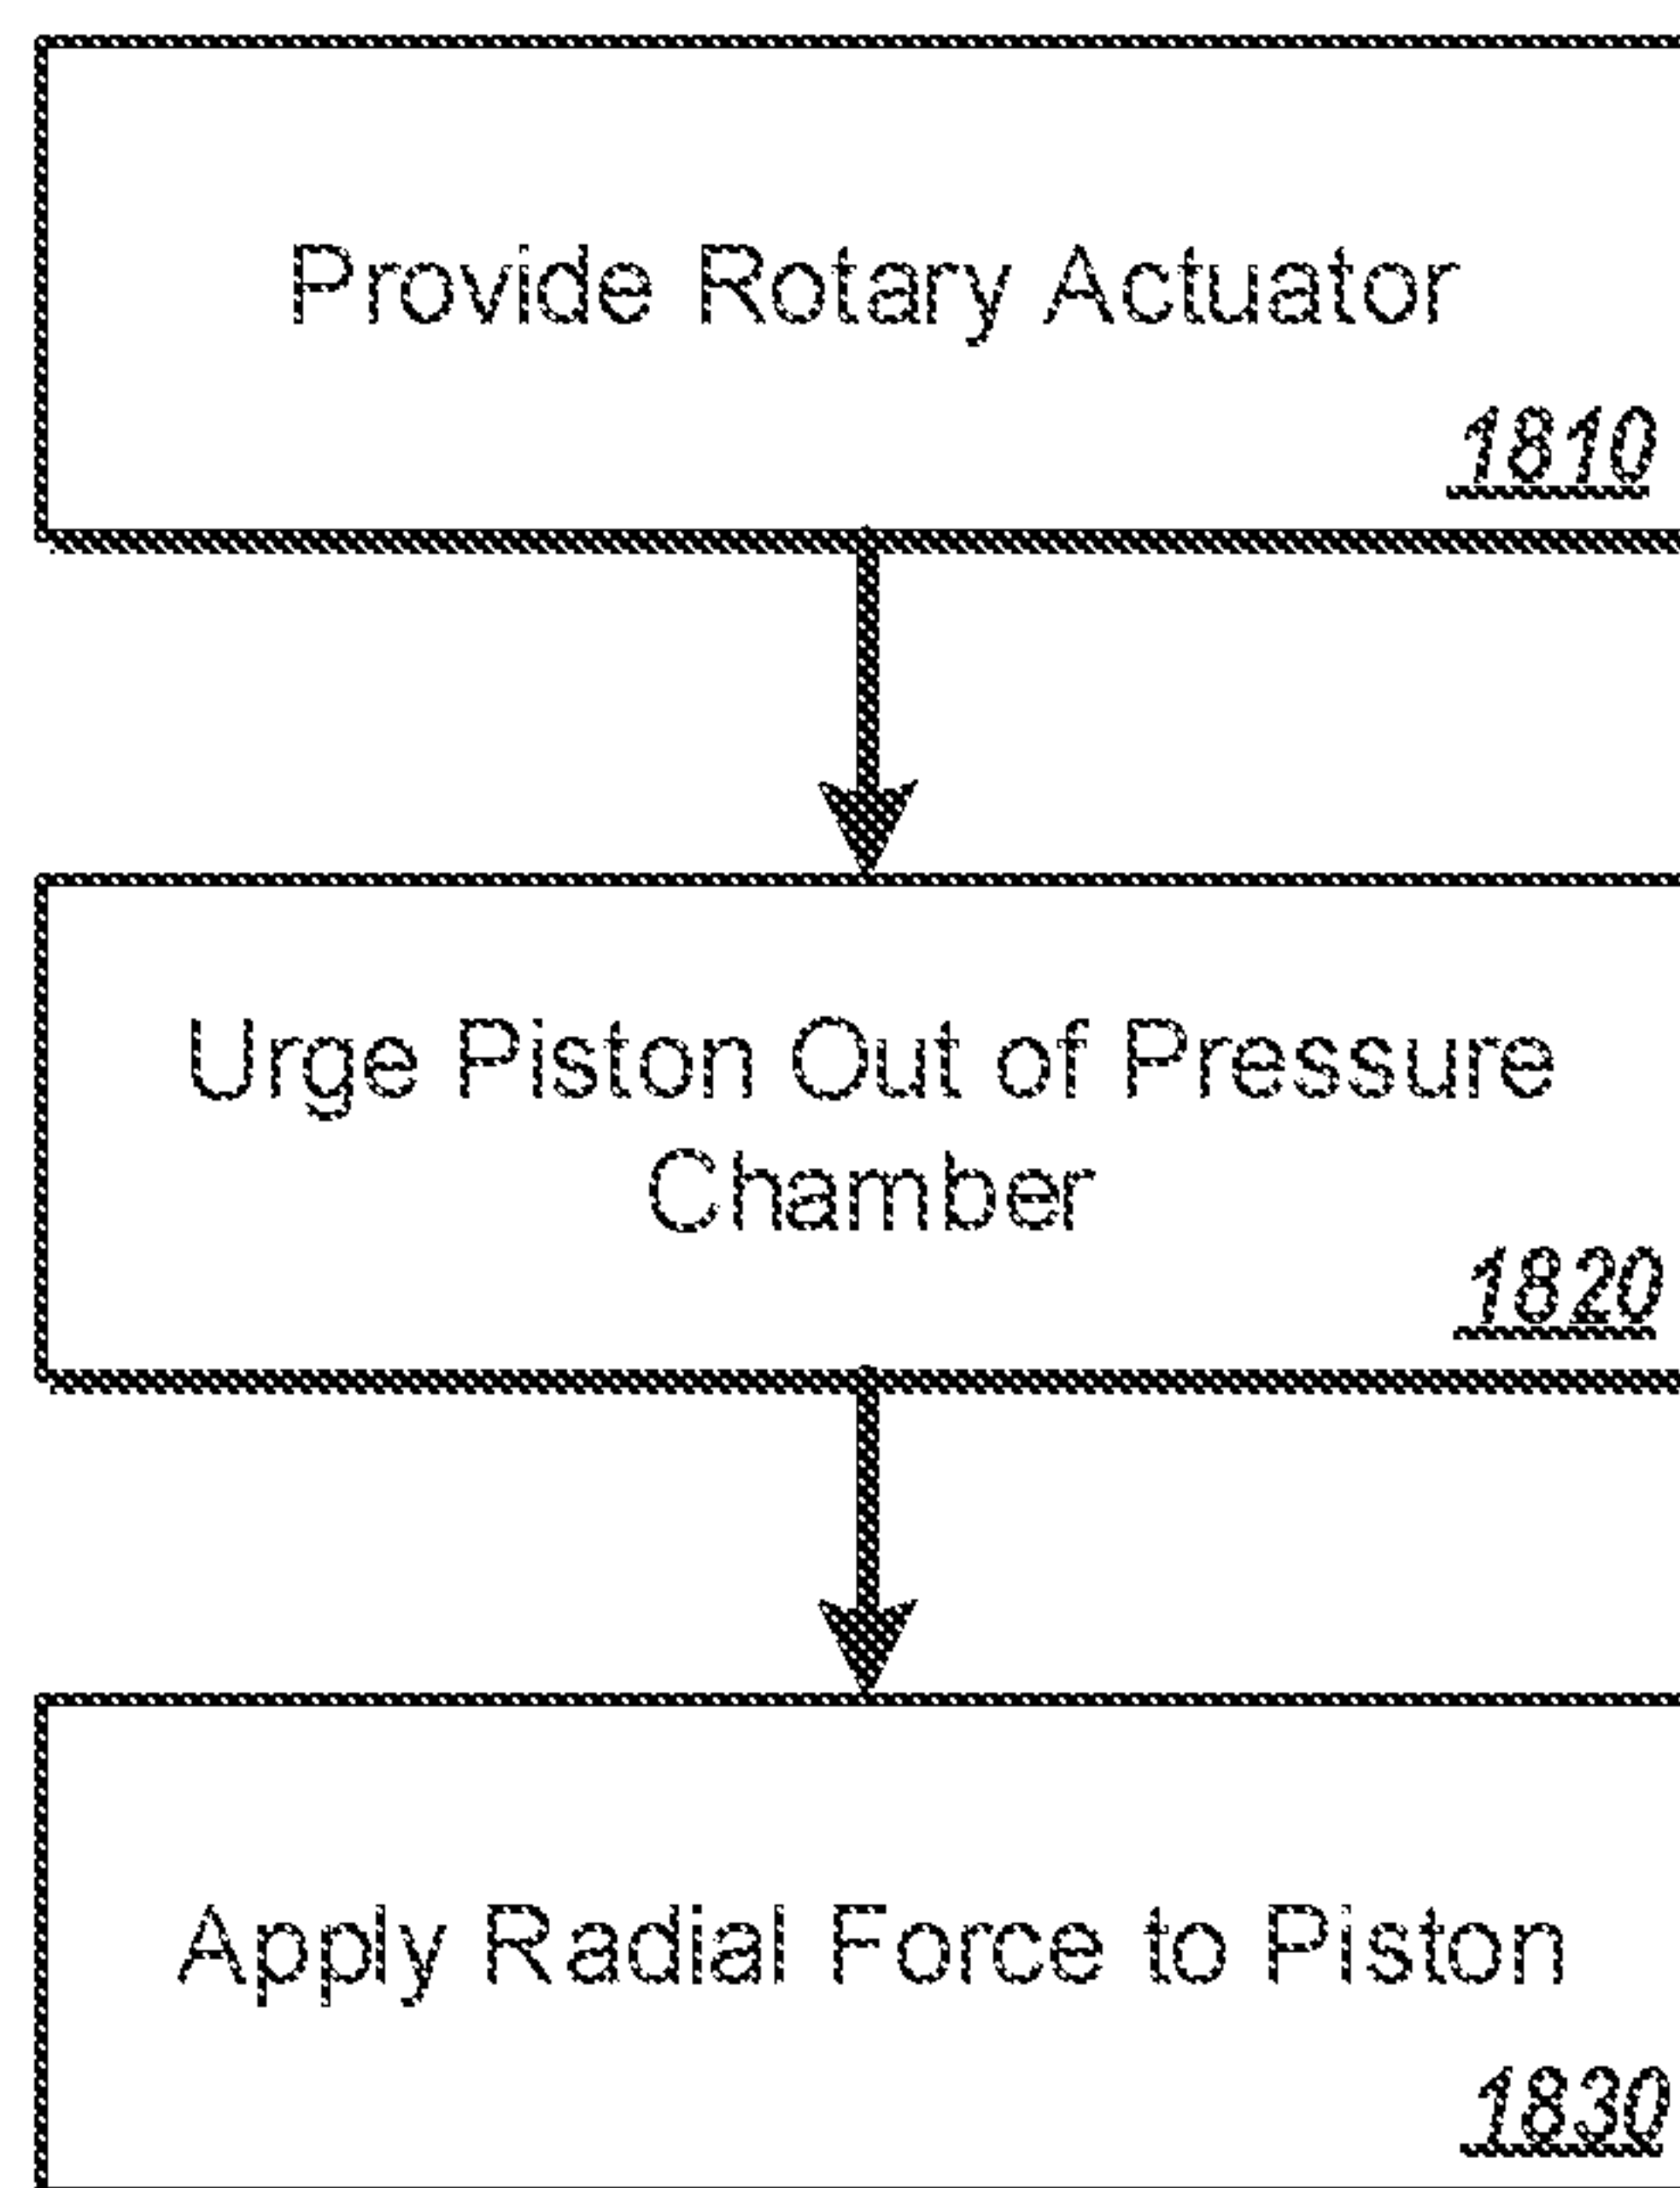 Provide Rotary Actuator
1810
Urge Piston Out of Pressure
Chamber
1820
Apply Radial Force to Piston
1830